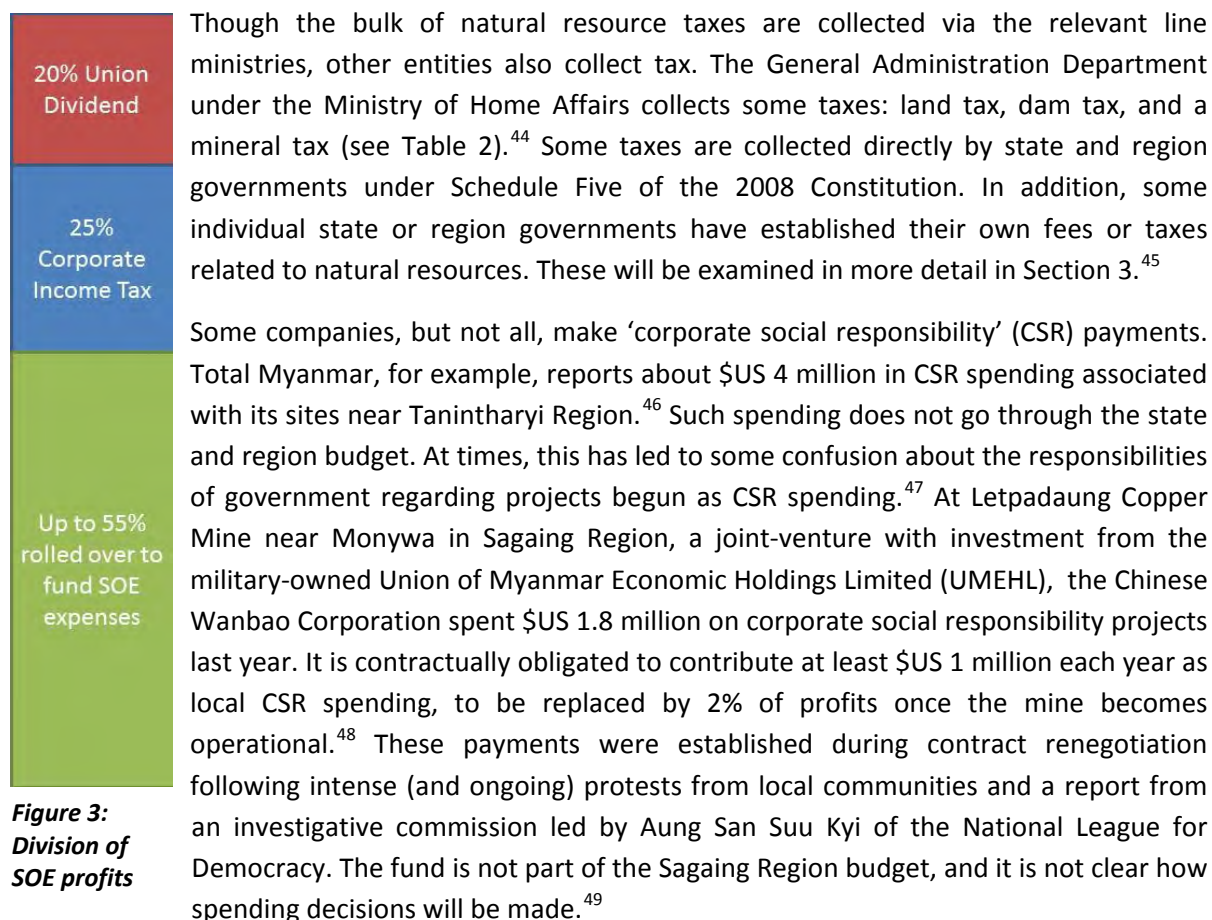 20% Union
Dividend
25%
Corporate
Income Tax
Up to 55%
rolled over to
fund SOE
expenses
Figure 3:
Division of
SOE profits
Though the bulk of natural resource taxes are collected via the relevant line
ministries, other entities also collect tax. The General Administration Department
under the Ministry of Home Affairs collects some taxes: land tax, dam tax, and a
mineral tax (see Table 2).44 Some taxes are collected directly by state and region
governments under Schedule Five of the 2008 Constitution. In addition, some
individual state or region governments have established their own fees or taxes
related to natural resources. These will be examined in more detail in Section 3.45
Some companies, but not all, make ‘corporate social responsibility’ (CSR) payments.
Total Myanmar, for example, reports about $US 4 million in CSR spending associated
with its sites near Tanintharyi Region.46 Such spending does not go through the state
and region budget. At times, this has led to some confusion about the responsibilities
of government regarding projects begun as CSR spending.47 At Letpadaung Copper
Mine near Monywa in Sagaing Region, a joint-venture with investment from the
military-owned Union of Myanmar Economic Holdings Limited (UMEHL), the Chinese
Wanbao Corporation spent $US 1.8 million on corporate social responsibility projects
last year. It is contractually obligated to contribute at least $US 1 million each year as
local CSR spending, to be replaced by 2% of profits once the mine becomes
operational.48 These payments were established during contract renegotiation
following intense (and ongoing) protests from local communities and a report from
an investigative commission led by Aung San Suu Kyi of the National League for
Democracy. The fund is not part of the Sagaing Region budget, and it is not clear how
spending decisions will be made.49